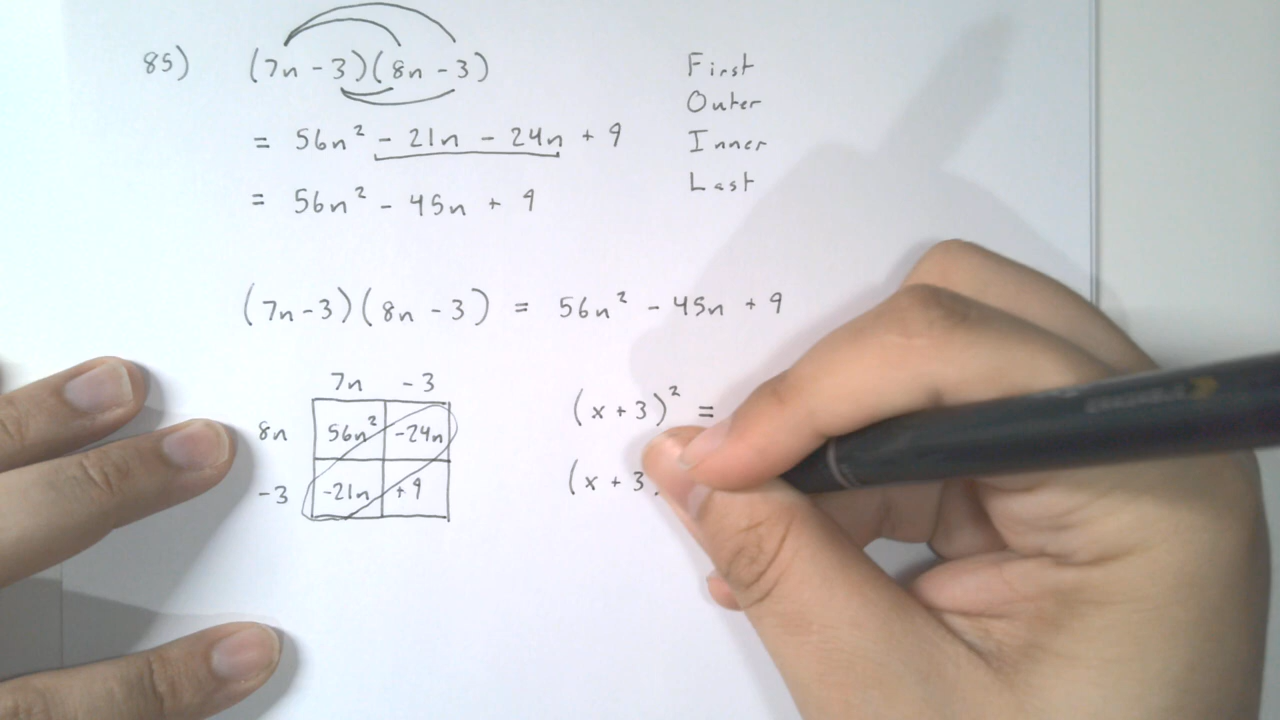 85) (7n - 3)(8n - 3)
= 56n² - 21n - 24n + 9
= 56n² - 45n + 9
First
Outer
Inner
Last
(7n - 3)(8n - 3) = 56n² - 45n + 9
7n - 3
8n 56n² -24n
-3 -21n +9
(x + 3)² =
(x + 3